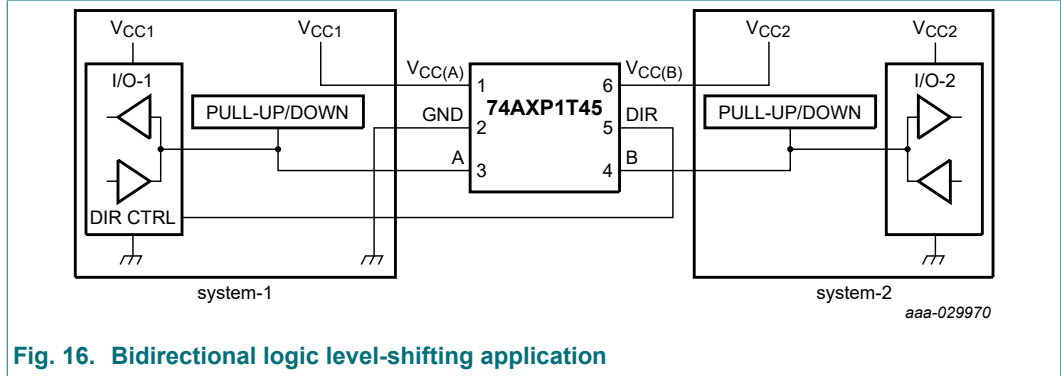 VCC1 VCC1 VCC2 VCC2
I/O-1 VCC(A) VCC(B) I/O-2
1 6
PULL-UP/DOWN 74AXP1T45 PULL-UP/DOWN
GND 2 5 DIR
A 3 4 B
DIR CTRL
system-1 system-2
aaa-029970
Fig. 16. Bidirectional logic level-shifting application